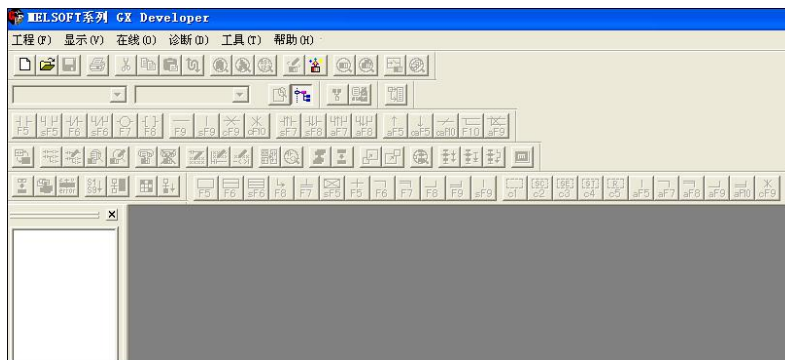 MELSOFT系列 GX Developer
工程(F) 显示(V) 在线(O) 诊断(D) 工具(T) 帮助(H)
F5 sF5 F6 sF6 F7 F8 F9 sF9 cF9 cF10 sF7 sF8 aF7 aF8 aF5 caF5 caF10 F10 aF9
error
F5 F6 sF6 F8 F7 sF5 F5 F6 F7 F8 F9 sF9 c1 c2 c3 c4 c5 aF5 aF7 aF8 aF9 aF10 cF9